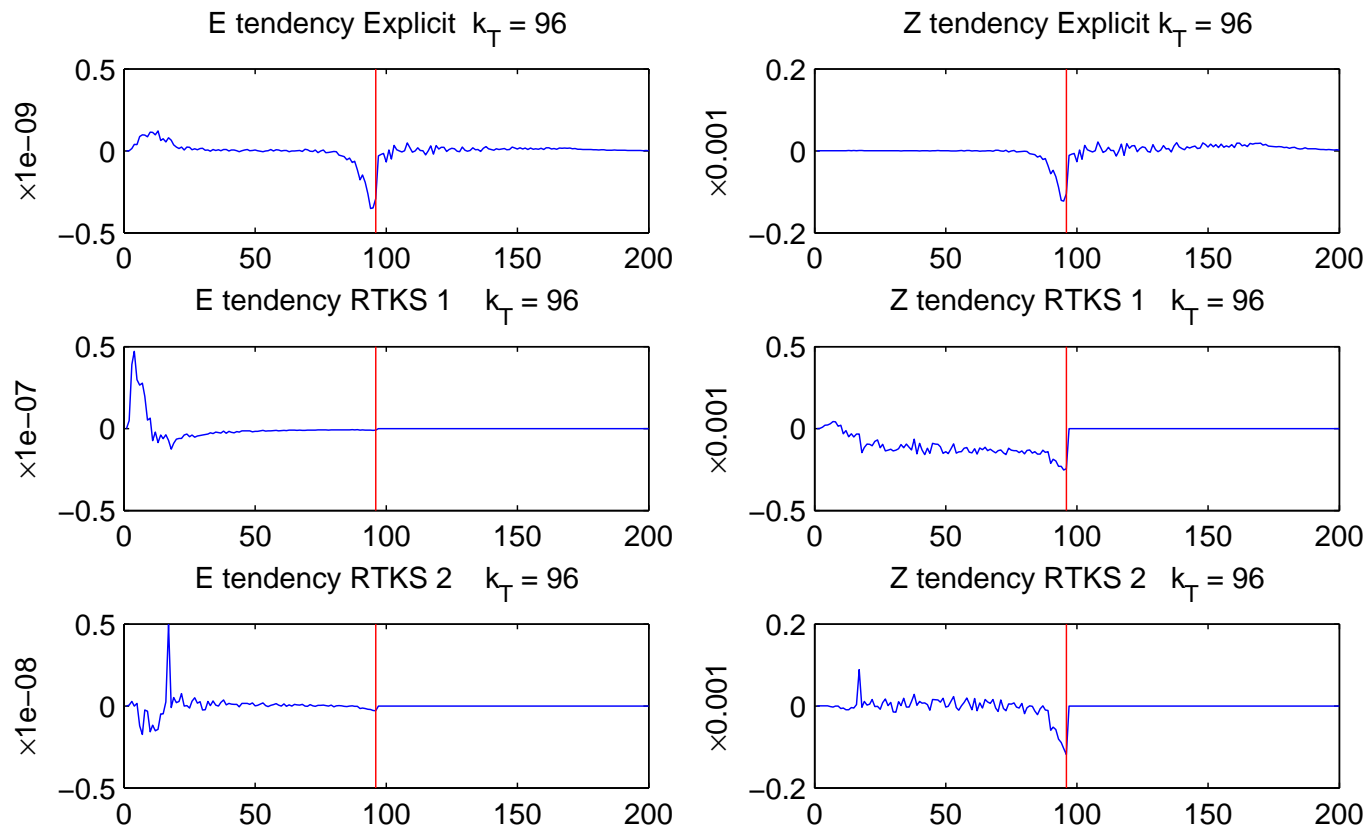 E tendency Explicit k_T = 96
×1e−09
0.5
0
−0.5
0 50 100 150 200
Z tendency Explicit k_T = 96
×0.001
0.2
0
−0.2
0 50 100 150 200
E tendency RTKS 1 k_T = 96
×1e−07
0.5
0
−0.5
0 50 100 150 200
Z tendency RTKS 1 k_T = 96
×0.001
0.5
0
−0.5
0 50 100 150 200
E tendency RTKS 2 k_T = 96
×1e−08
0.5
0
−0.5
0 50 100 150 200
Z tendency RTKS 2 k_T = 96
×0.001
0.2
0
−0.2
0 50 100 150 200